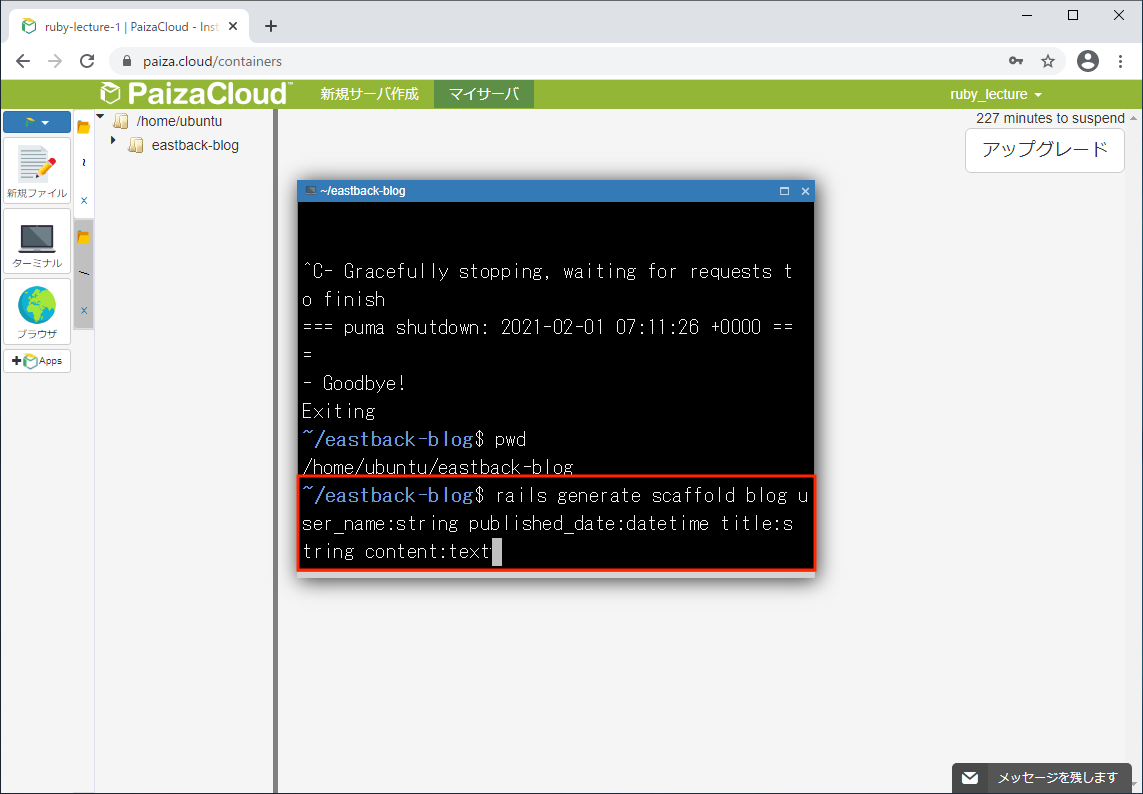 ruby-lecture-1 | PaizaCloud - Inst
paiza.cloud/containers
PaizaCloud™
新規サーバ作成
マイサーバ
ruby_lecture
227 minutes to suspend
アップグレード
/home/ubuntu
eastback-blog
新規ファイル
ターミナル
ブラウザ
Apps
~
x
/
x
~/eastback-blog
^C- Gracefully stopping, waiting for requests t
o finish
=== puma shutdown: 2021-02-01 07:11:26 +0000 ==
=
- Goodbye!
Exiting
~/eastback-blog$ pwd
/home/ubuntu/eastback-blog
~/eastback-blog$ rails generate scaffold blog u
ser_name:string published_date:datetime title:s
tring content:text
メッセージを残します